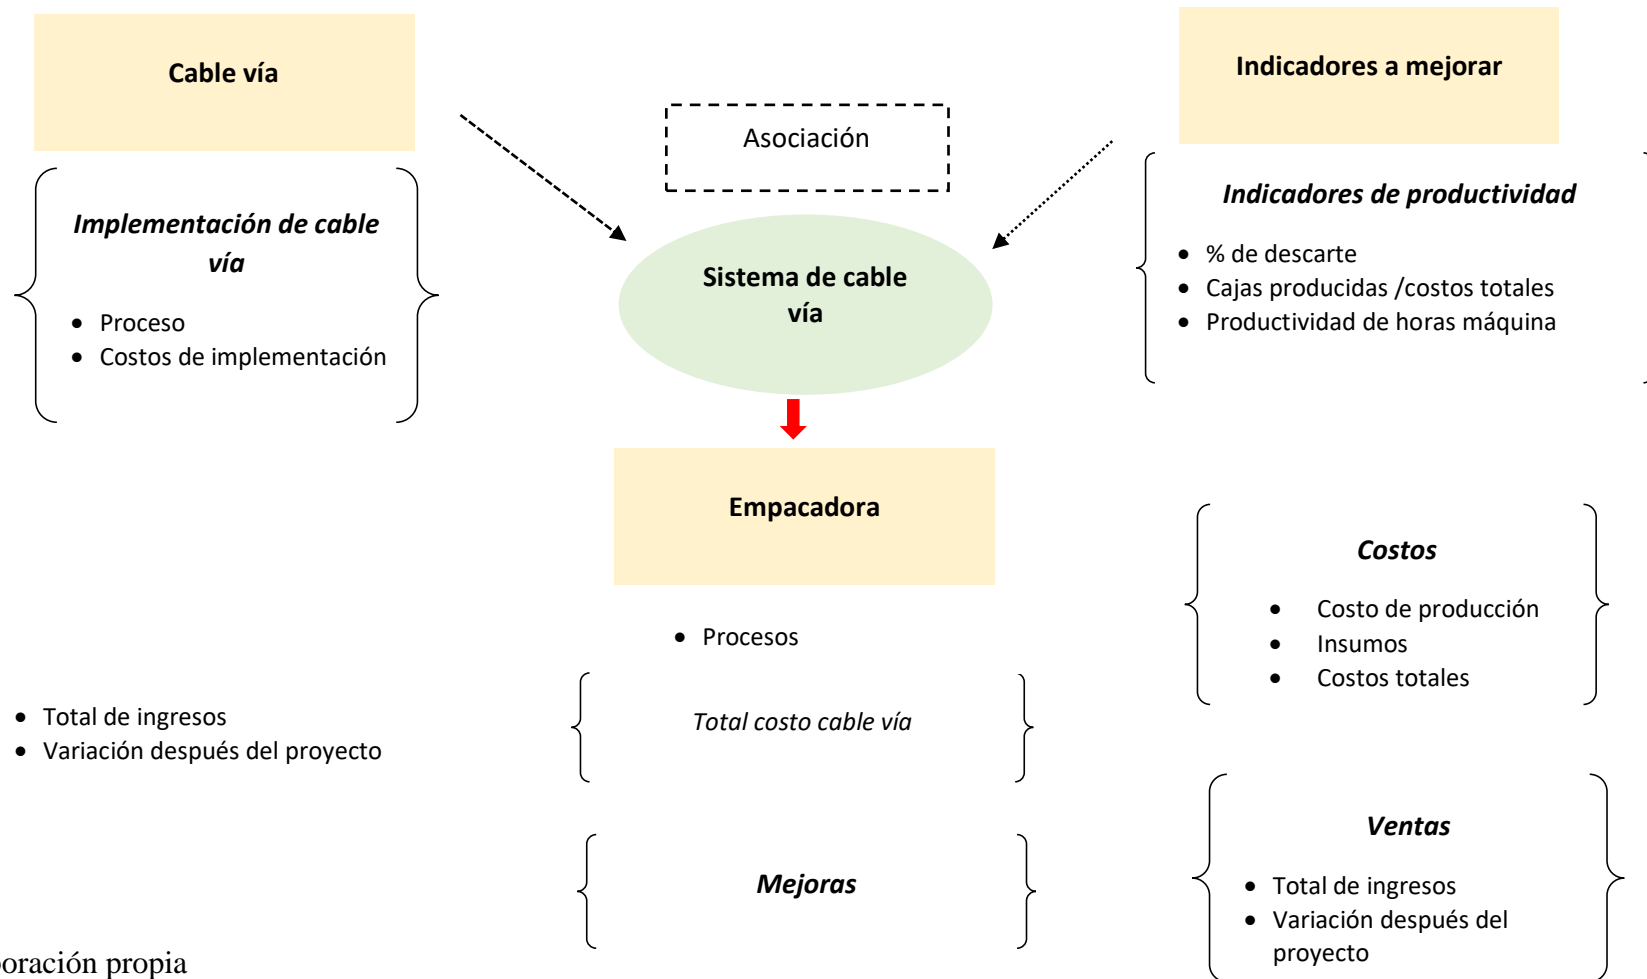 Cable vía
Implementación de cable
vía
• Proceso
• Costos de implementación
Asociación
Sistema de cable
vía
Indicadores a mejorar
Indicadores de productividad
• % de descarte
• Cajas producidas /costos totales
• Productividad de horas máquina
Empacadora
• Procesos
Total costo cable vía
Mejoras
• Total de ingresos
• Variación después del proyecto
Costos
• Costo de producción
• Insumos
• Costos totales
Ventas
• Total de ingresos
• Variación después del
proyecto
oración propia